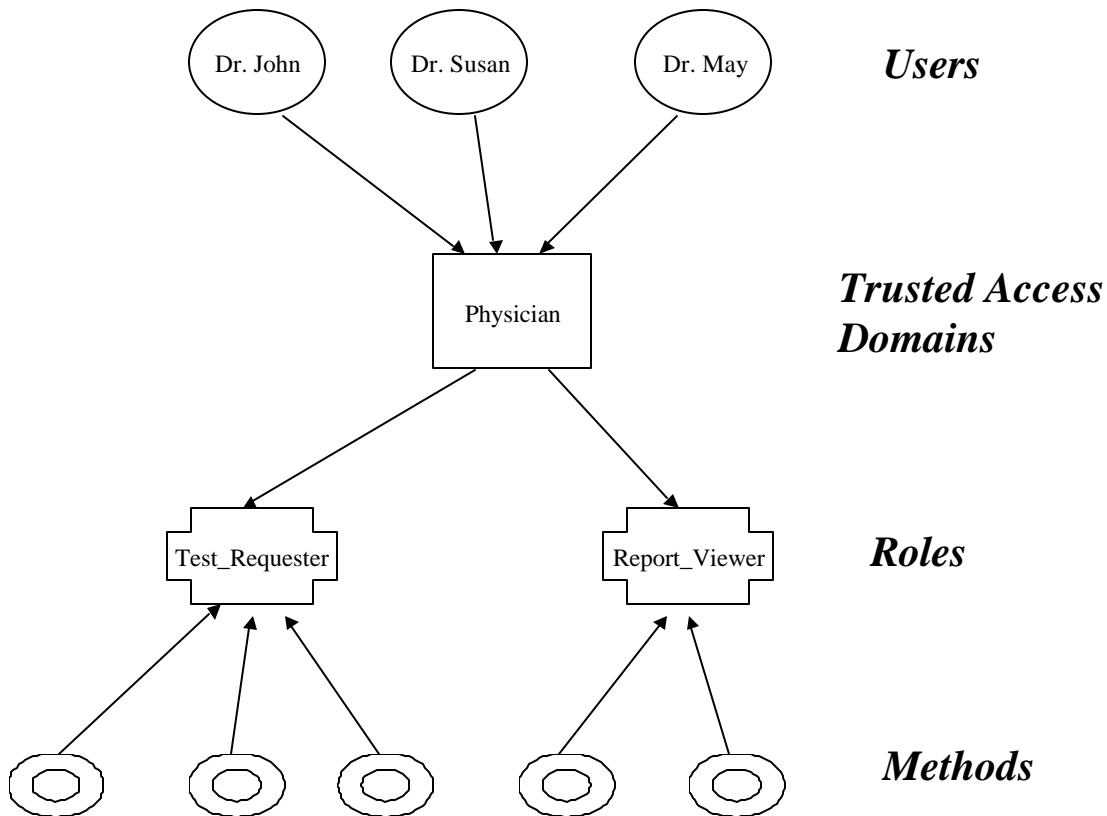 Dr. John
Dr. Susan
Dr. May
Users
Physician
Trusted Access
Domains
Test_Requester
Report_Viewer
Roles
Methods